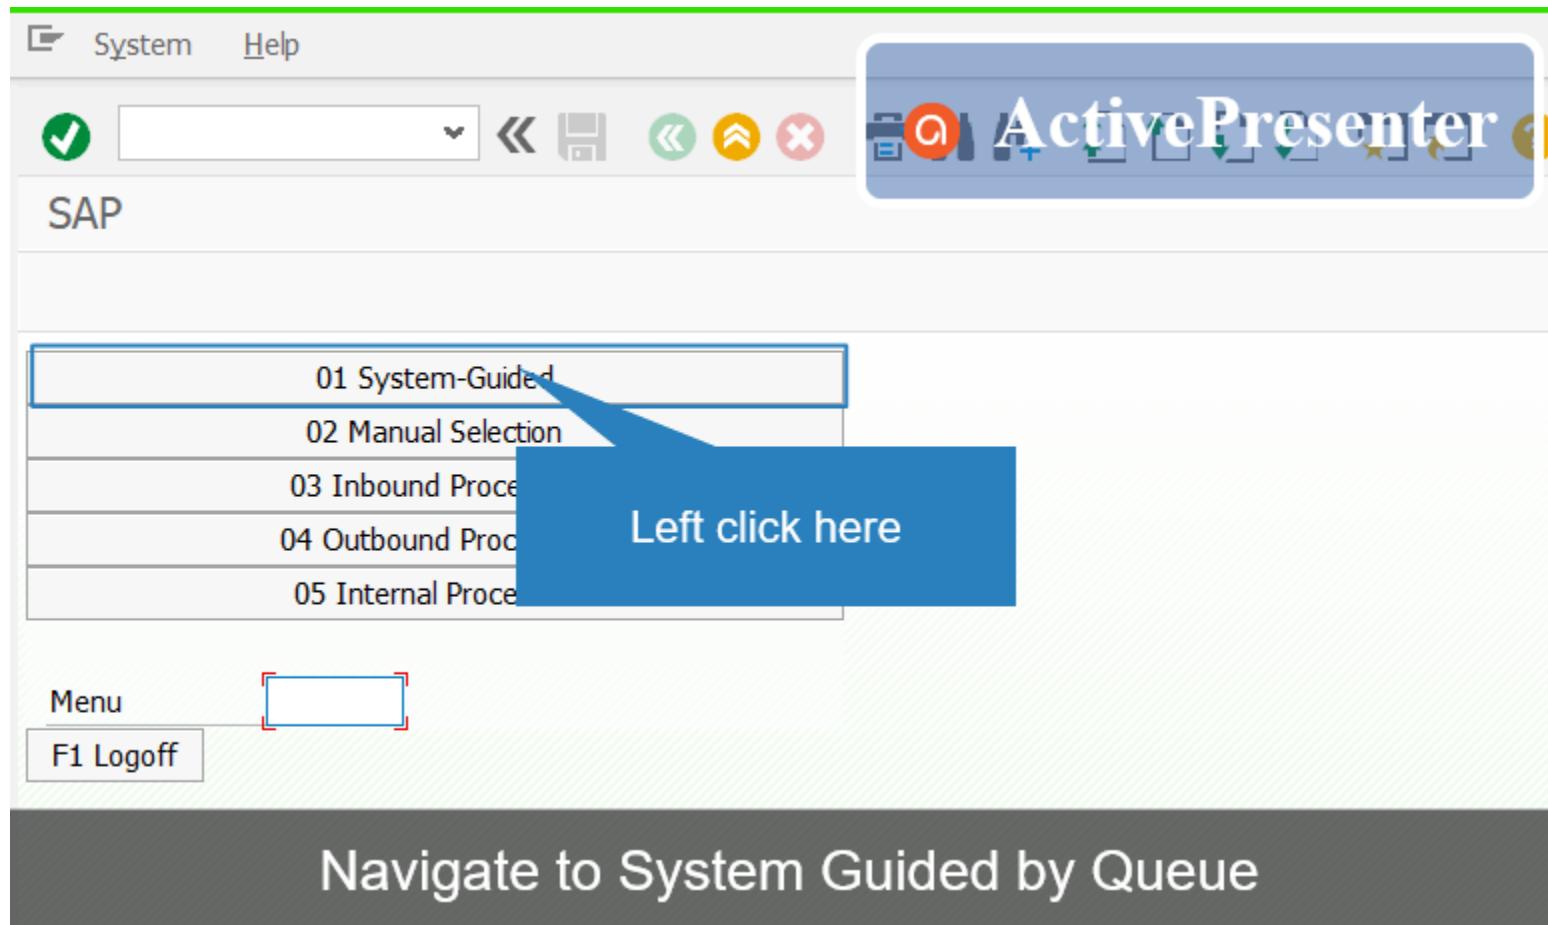 System Help
ActivePresenter
SAP
01 System-Guided
02 Manual Selection
03 Inbound Proce
04 Outbound Proc
05 Internal Proce
Left click here
Menu
F1 Logoff
Navigate to System Guided by Queue